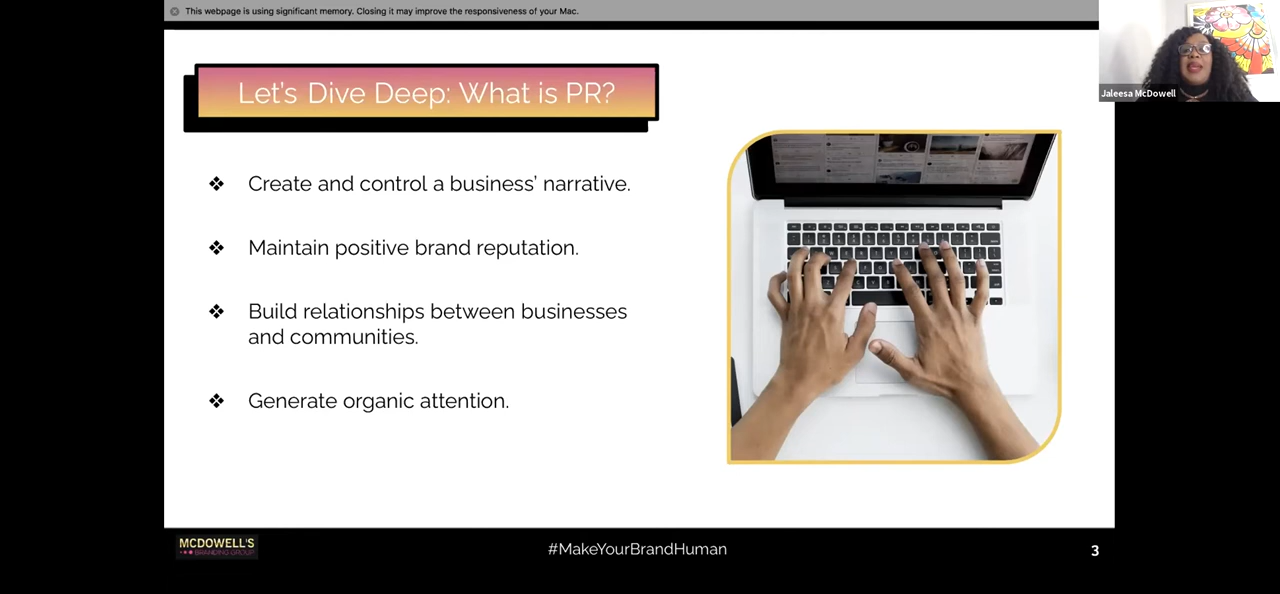 This webpage is using significant memory. Closing it may improve the responsiveness of your Mac.
Jaleesa McDowell
Let's Dive Deep: What is PR?
❖ Create and control a business’ narrative.
❖ Maintain positive brand reputation.
❖ Build relationships between businesses
and communities.
❖ Generate organic attention.
MCDOWELL'S
BRANDING GROUP
#MakeYourBrandHuman
3